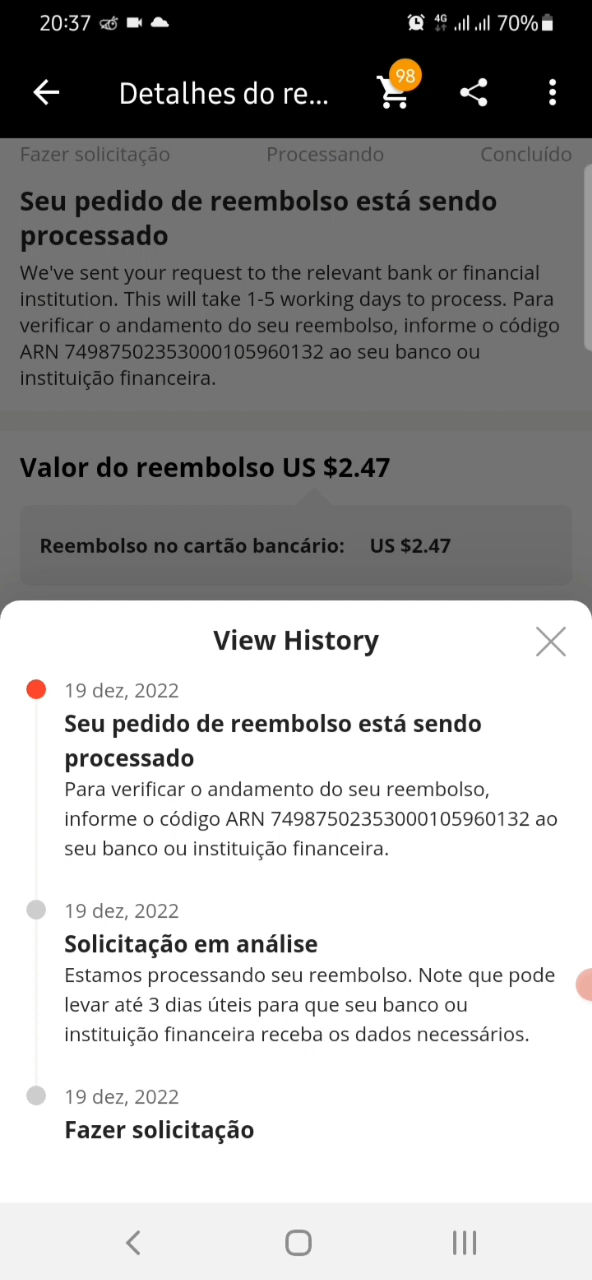 20:37
4G
70%
Detalhes do re...
98
Fazer solicitação
Processando
Concluído
Seu pedido de reembolso está sendo
processado
We've sent your request to the relevant bank or financial
institution. This will take 1-5 working days to process. Para
verificar o andamento do seu reembolso, informe o código
ARN 74987502353000105960132 ao seu banco ou
instituição financeira.
Valor do reembolso US $2.47
Reembolso no cartão bancário: US $2.47
View History
19 dez, 2022
Seu pedido de reembolso está sendo
processado
Para verificar o andamento do seu reembolso,
informe o código ARN 74987502353000105960132 ao
seu banco ou instituição financeira.
19 dez, 2022
Solicitação em análise
Estamos processando seu reembolso. Note que pode
levar até 3 dias úteis para que seu banco ou
instituição financeira receba os dados necessários.
19 dez, 2022
Fazer solicitação